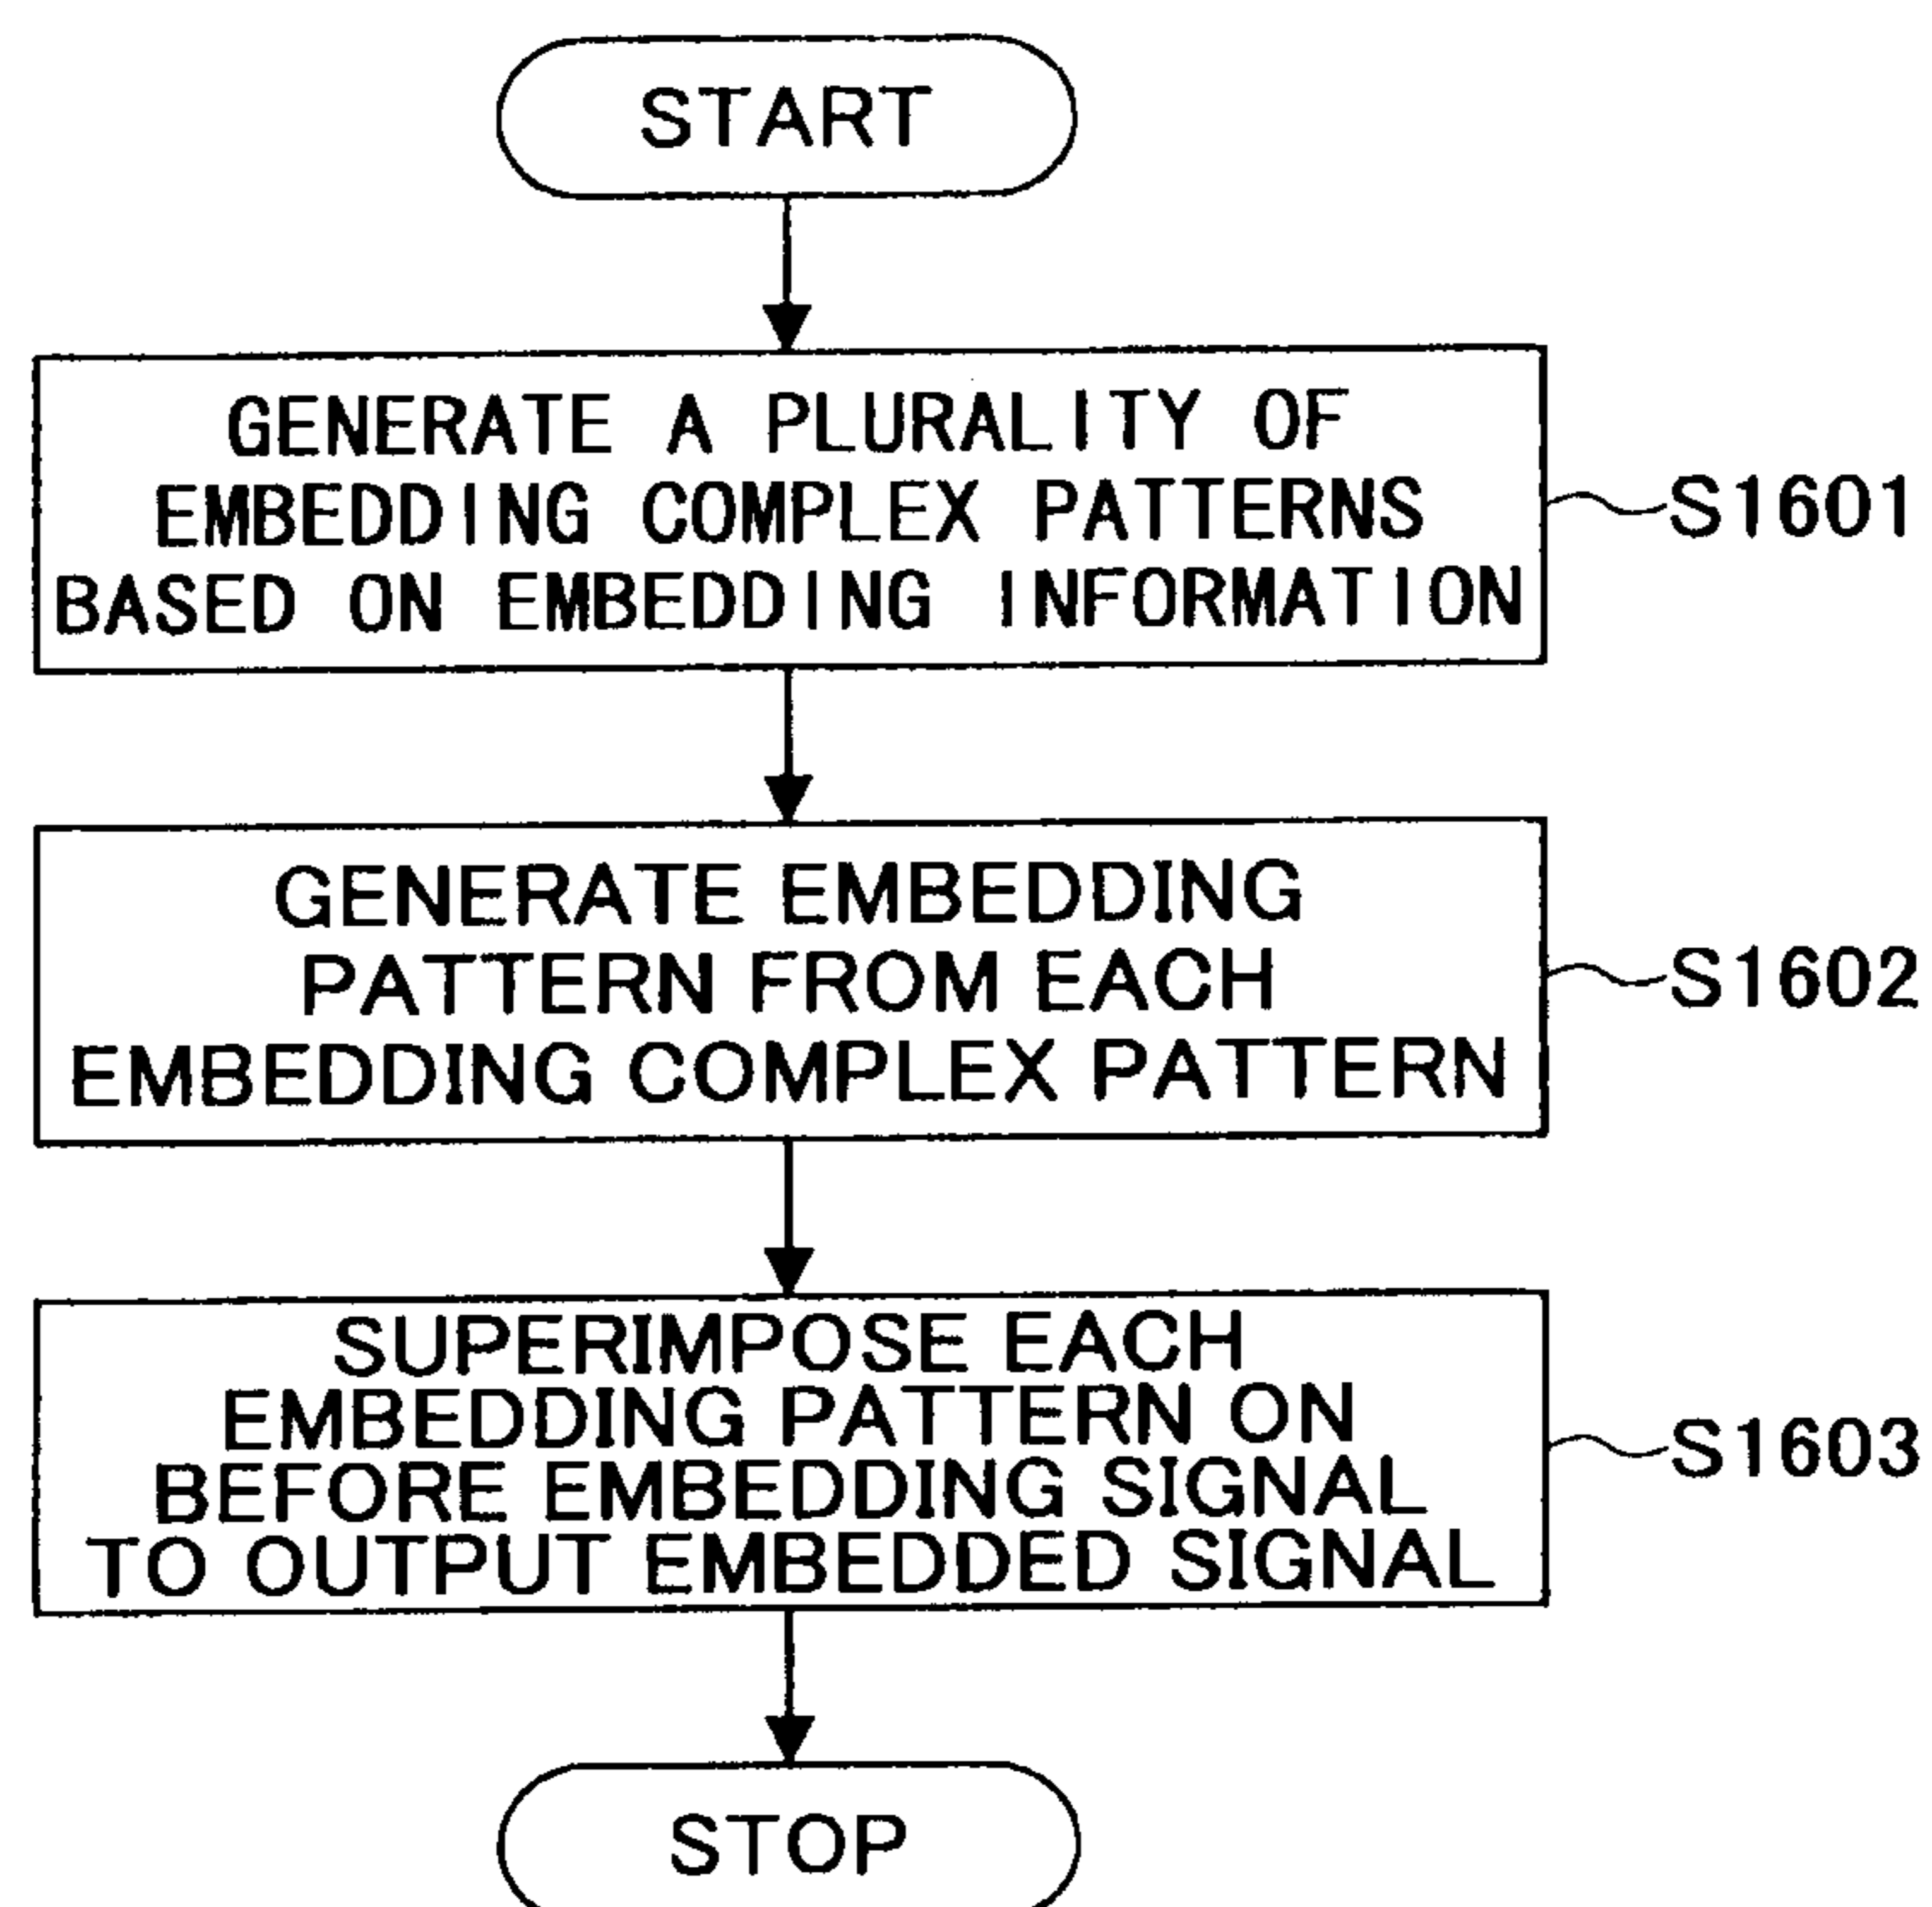 START
GENERATE A PLURALITY OF
EMBEDDING COMPLEX PATTERNS
BASED ON EMBEDDING INFORMATION
S1601
GENERATE EMBEDDING
PATTERN FROM EACH
EMBEDDING COMPLEX PATTERN
S1602
SUPERIMPOSE EACH
EMBEDDING PATTERN ON
BEFORE EMBEDDING SIGNAL
TO OUTPUT EMBEDDED SIGNAL
S1603
STOP